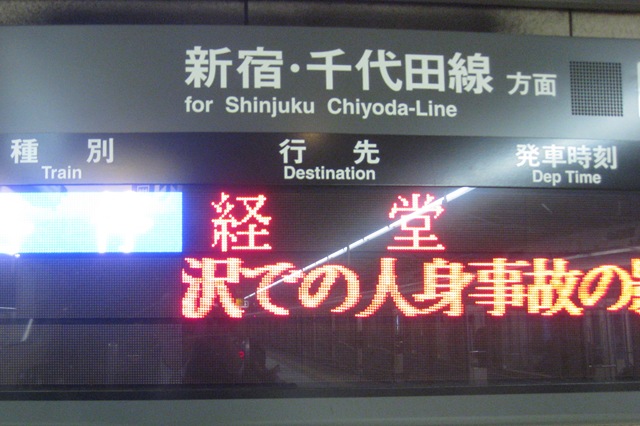 新宿・千代田線 方面
for Shinjuku Chiyoda-Line
種別 行先 発車時刻
Train Destination Dep Time
経堂
沢での人身事故の